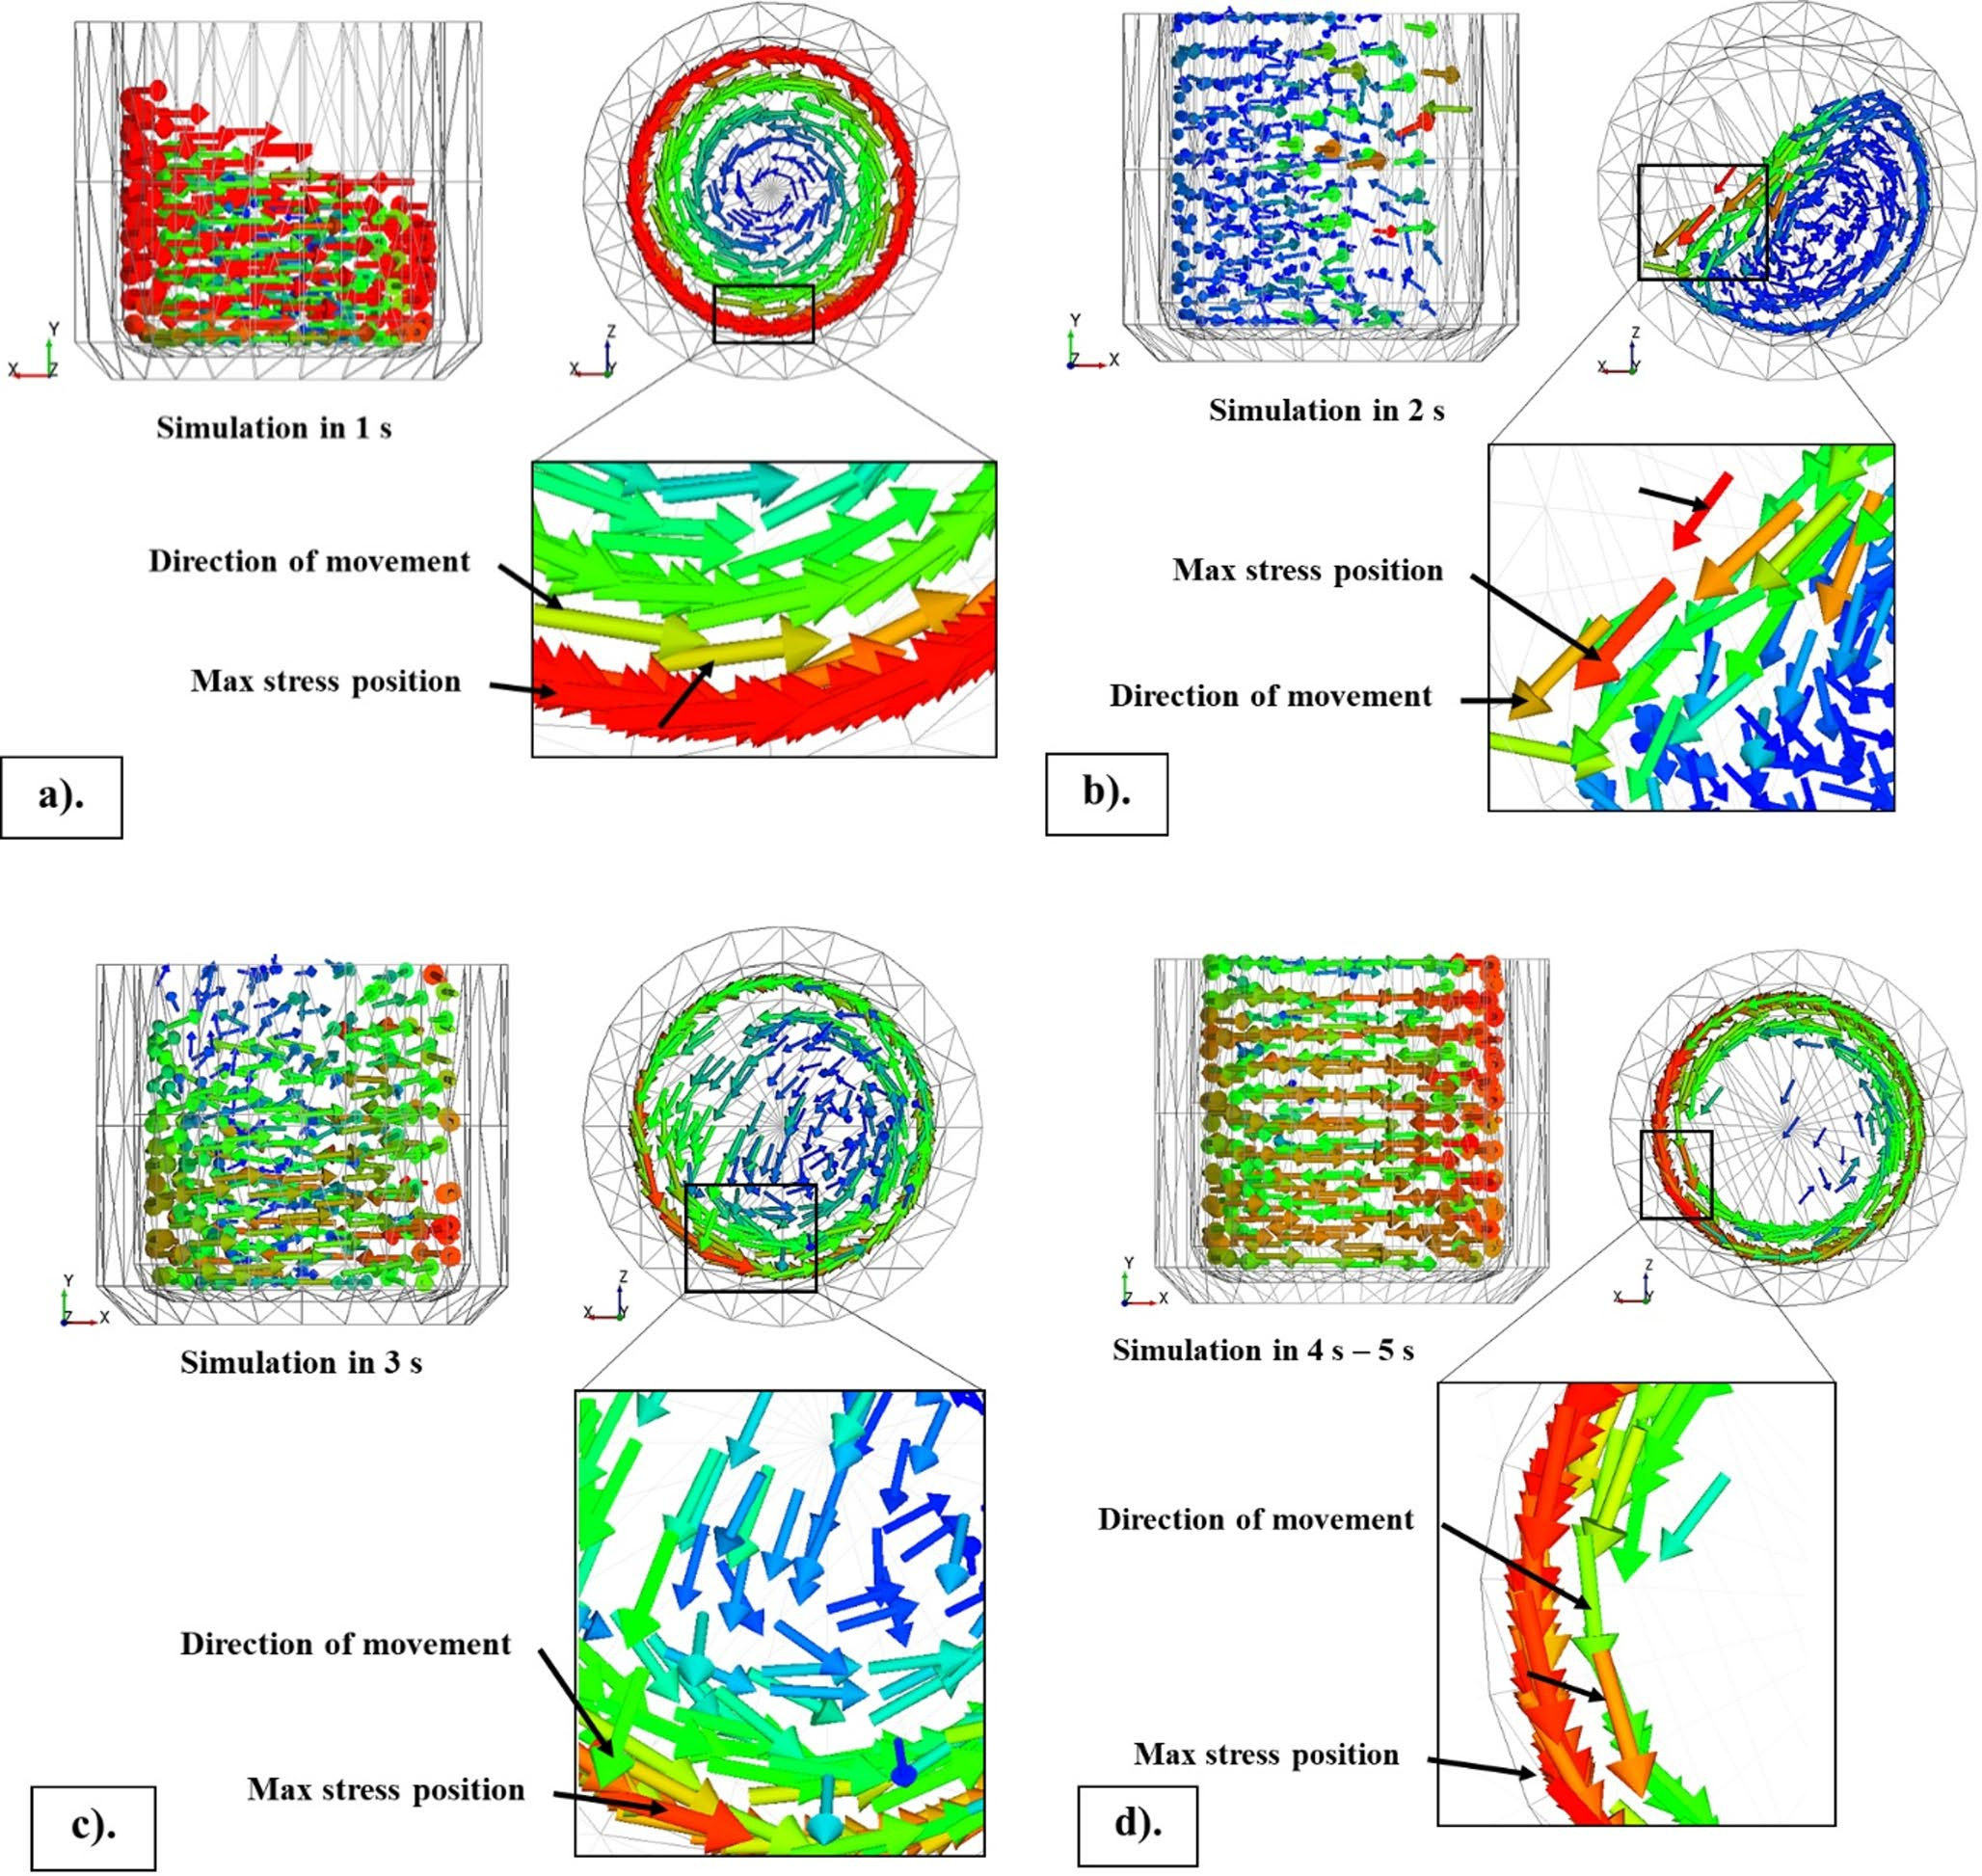 Y
X Z
Z
X Y
Simulation in 1 s
Direction of movement
Max stress position
a).
Y
Z X
Z
X Y
Simulation in 2 s
Max stress position
Direction of movement
b).
Y
Z X
Z
X Y
Simulation in 3 s
Direction of movement
Max stress position
c).
Y
Z X
Z
X Y
Simulation in 4 s – 5 s
Direction of movement
Max stress position
d).